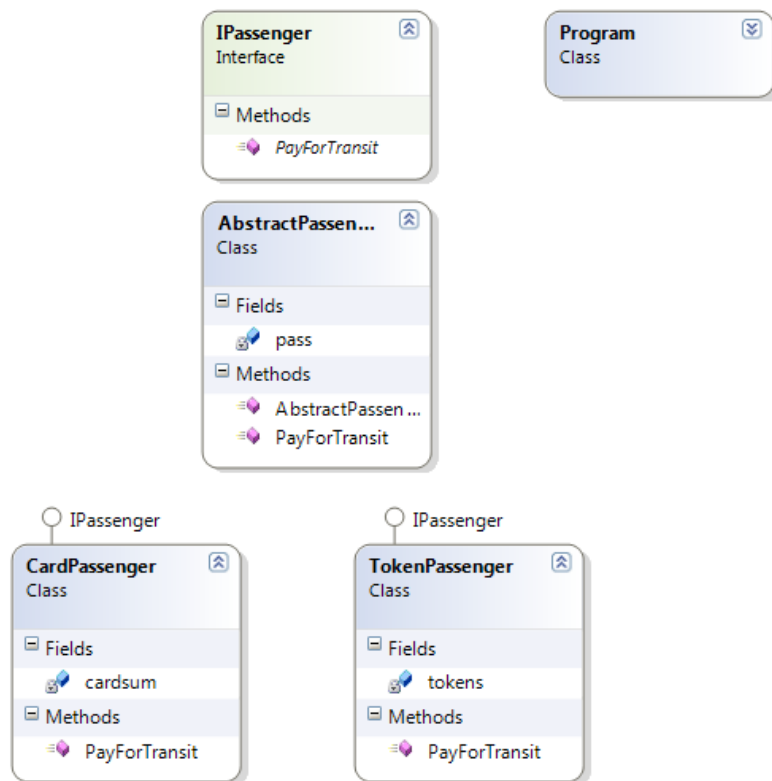 IPassenger
Interface
Methods
PayForTransit
Program
Class
AbstractPassen...
Class
Fields
pass
Methods
AbstractPassen ...
PayForTransit
IPassenger
CardPassenger
Class
Fields
cardsum
Methods
PayForTransit
IPassenger
TokenPassenger
Class
Fields
tokens
Methods
PayForTransit